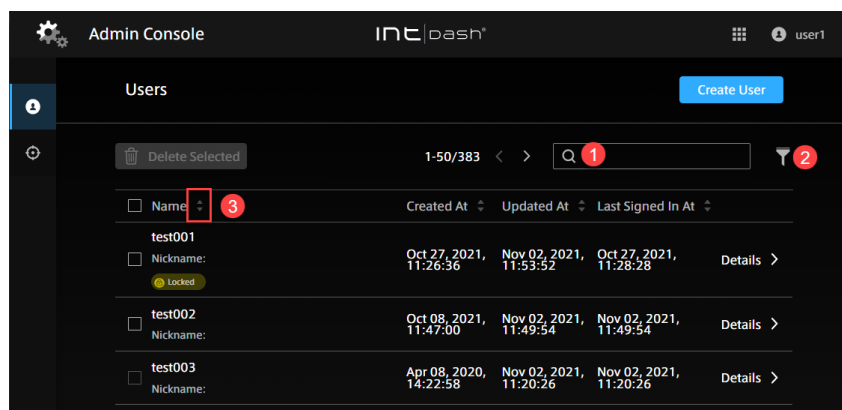 Admin Console
intdash®
user1
Users
Create User
Delete Selected
1-50/383
1
2
Name
3
Created At
Updated At
Last Signed In At
test001
Nickname:
Locked
Oct 27, 2021,
11:26:36
Nov 02, 2021,
11:53:52
Oct 27, 2021,
11:28:28
Details
test002
Nickname:
Oct 08, 2021,
11:47:00
Nov 02, 2021,
11:49:54
Nov 02, 2021,
11:49:54
Details
test003
Nickname:
Apr 08, 2020,
14:22:58
Nov 02, 2021,
11:20:26
Nov 02, 2021,
11:20:26
Details